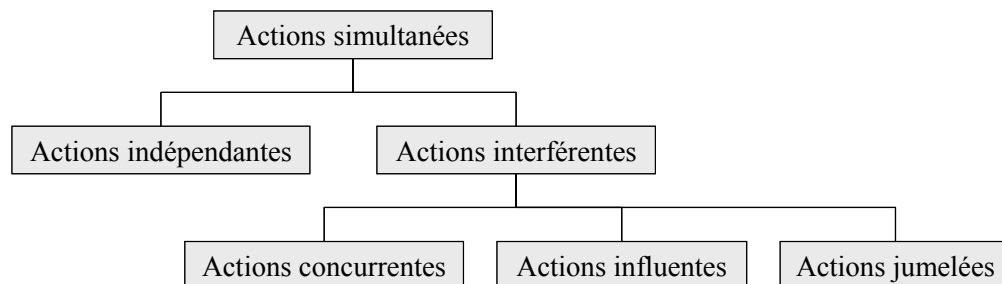 Actions simultanées
Actions indépendantes
Actions interférentes
Actions concurrentes
Actions influentes
Actions jumelées